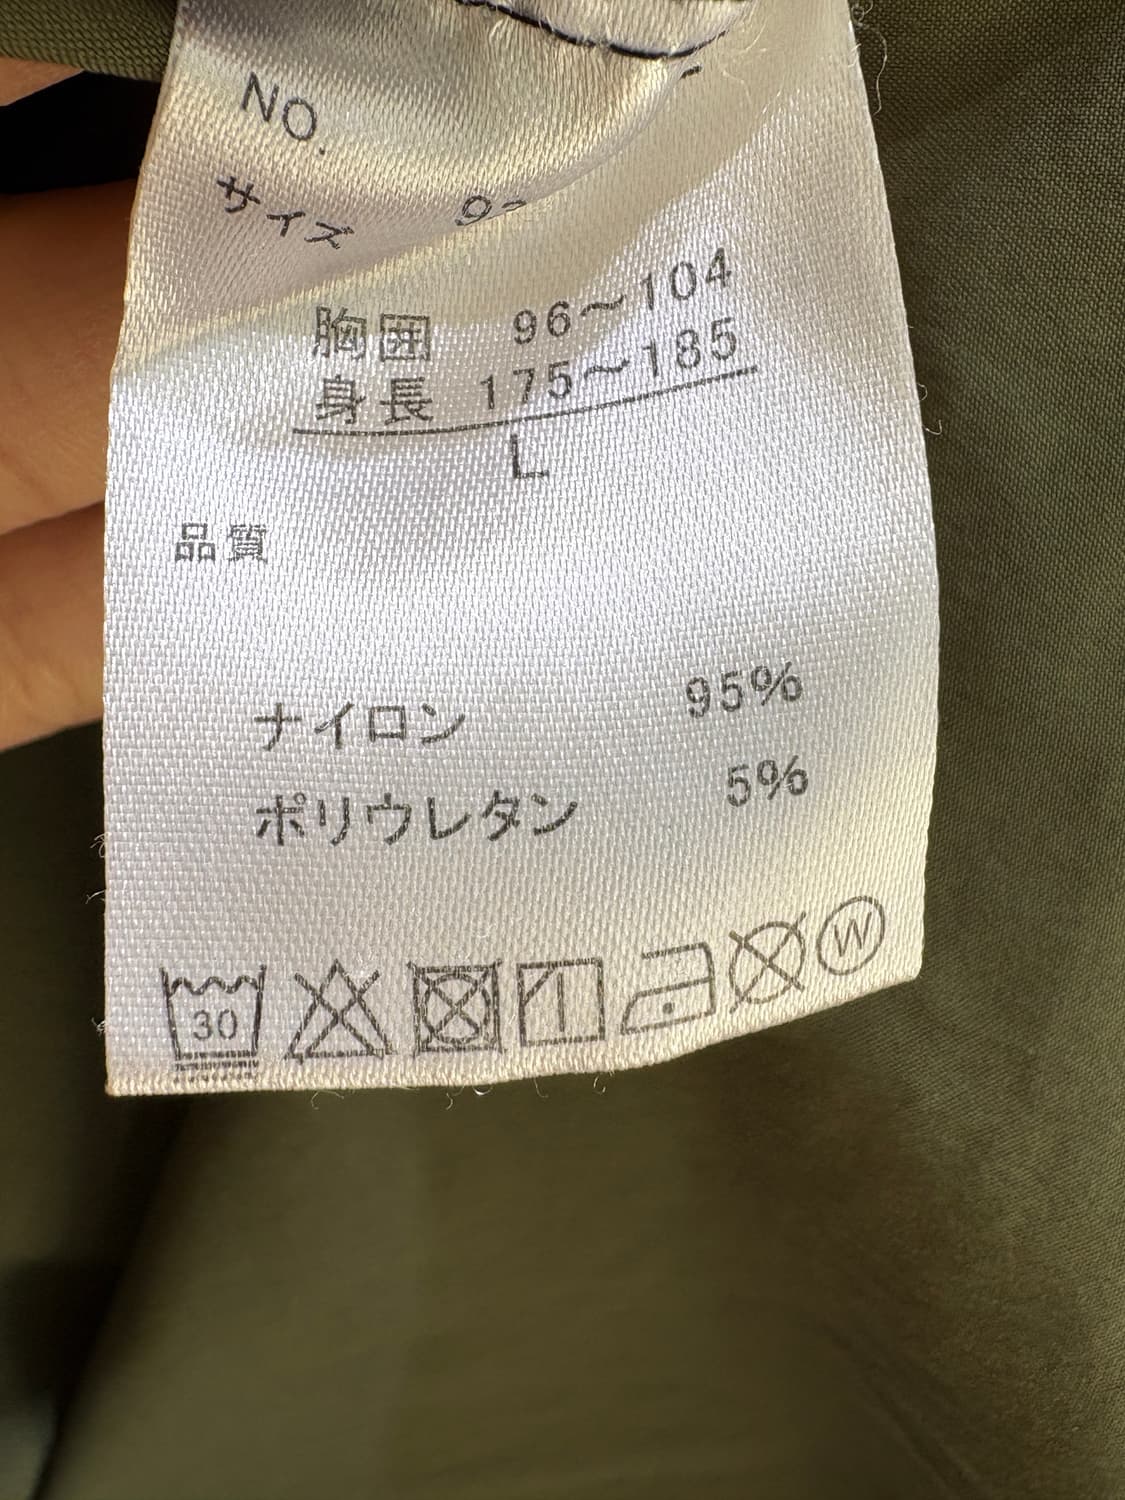 NO.
サイズ
胸囲 96～104
身長 175～185
L
品質
ナイロン 95%
ポリウレタン 5%
30
W